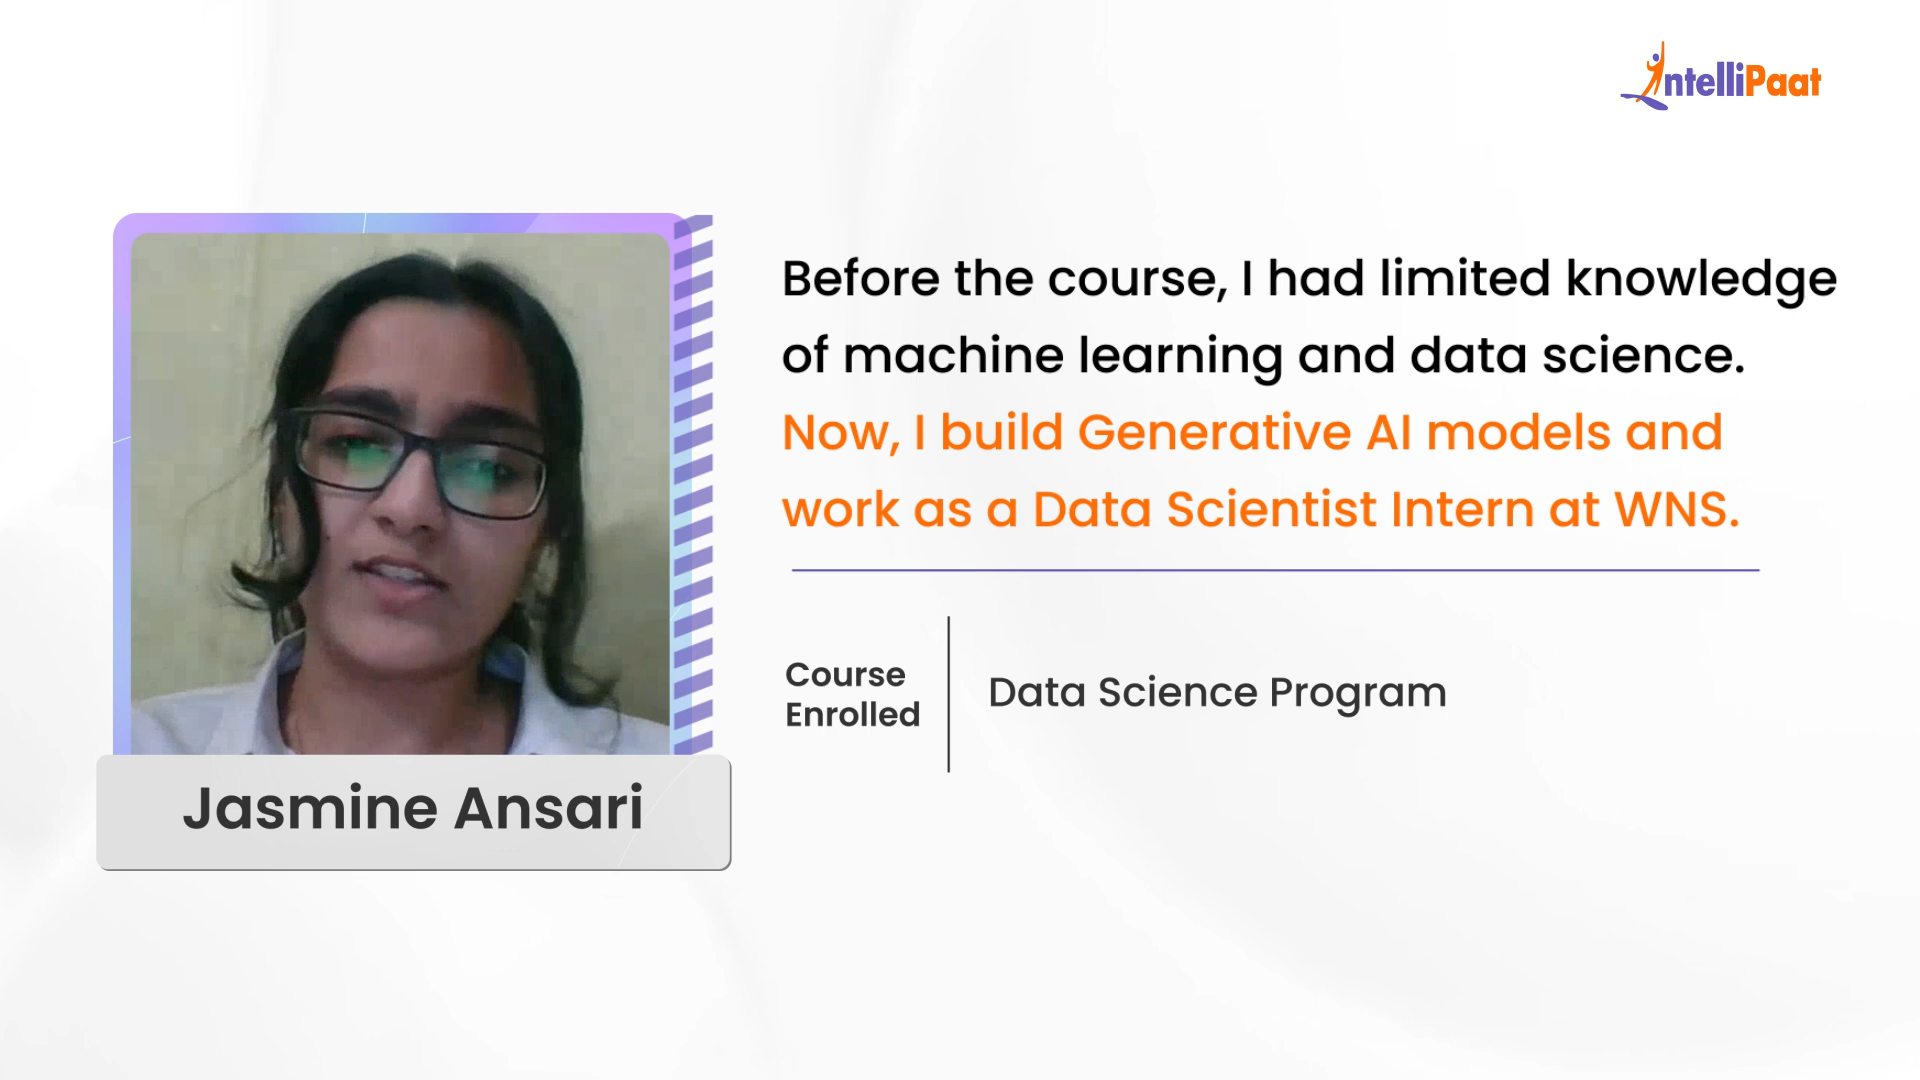 IntelliPaat
Before the course, I had limited knowledge
of machine learning and data science.
Now, I build Generative AI models and
work as a Data Scientist Intern at WNS.
Course
Enrolled
Data Science Program
Jasmine Ansari